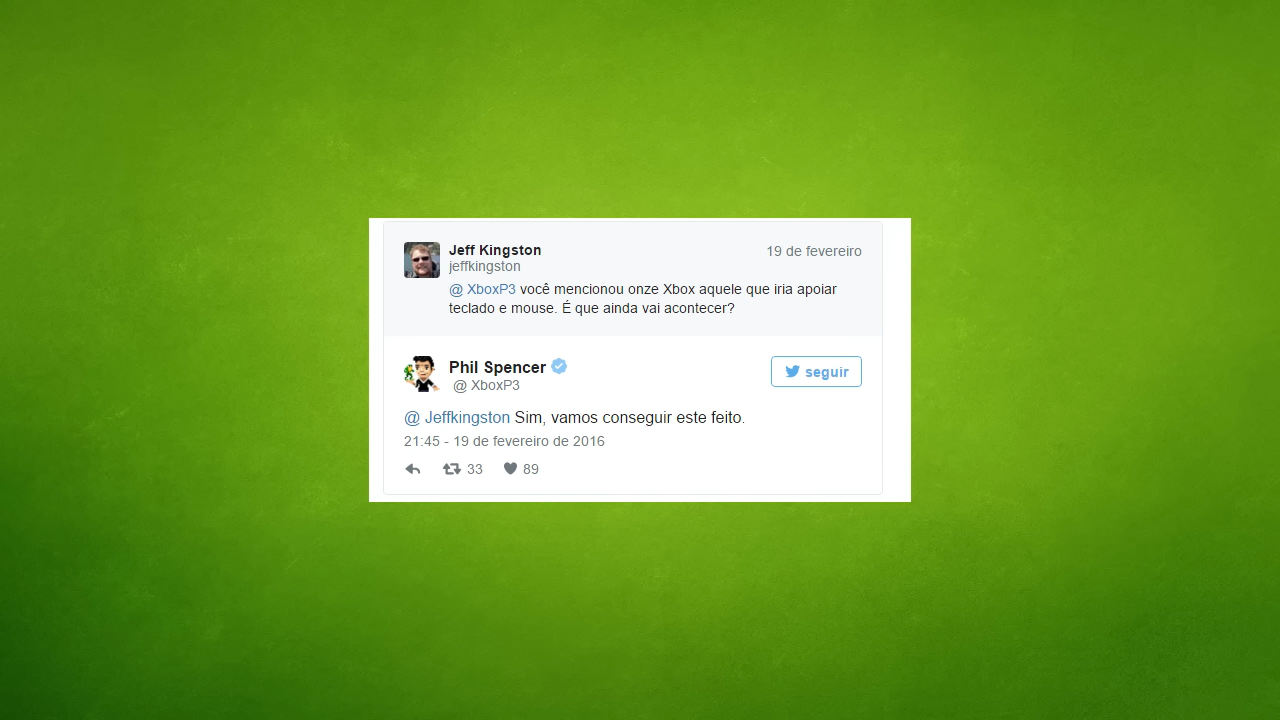 Jeff Kingston
19 de fevereiro
jeffkingston
@ XboxP3 você mencionou onze Xbox aquele que iria apoiar
teclado e mouse. É que ainda vai acontecer?
Phil Spencer
seguir
@ XboxP3
@ Jeffkingston Sim, vamos conseguir este feito.
21:45 - 19 de fevereiro de 2016
33 89